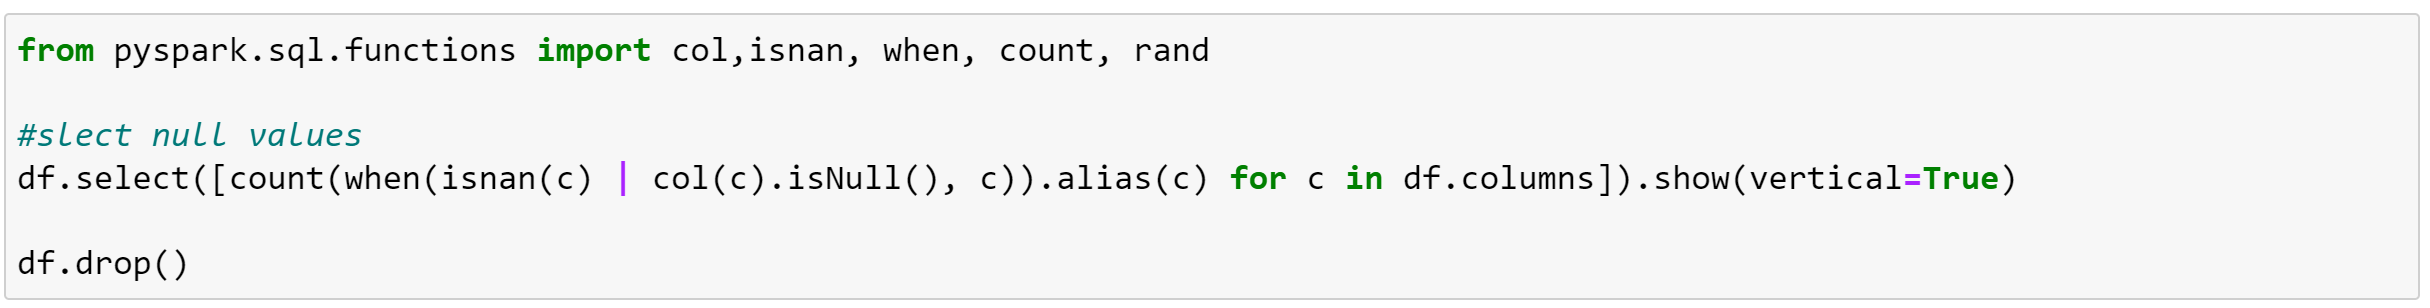 from pyspark.sql.functions import col,isnan, when, count, rand
#slect null values
df.select([count(when(isnan(c) | col(c).isNull(), c)).alias(c) for c in df.columns]).show(vertical=True)
df.drop()